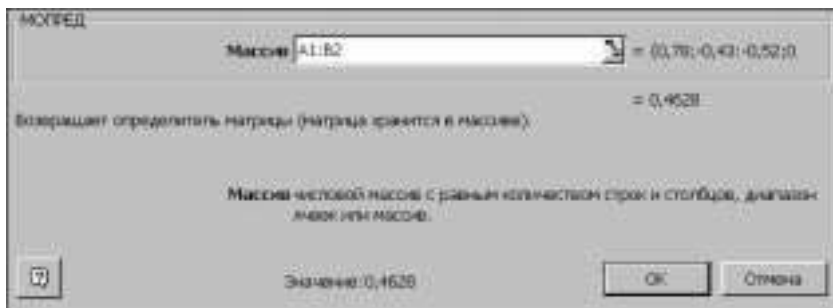 МОПРЕД
Массив A1:B2 = {0,78;-0,43:-0,52;0
= 0,4628
Возвращает определитель матрицы (матрица хранится в массиве).
Массив числовой массив с равным количеством строк и столбцов, диапазон
ячеек или массив.
Значение:0,4628
OK
Отмена